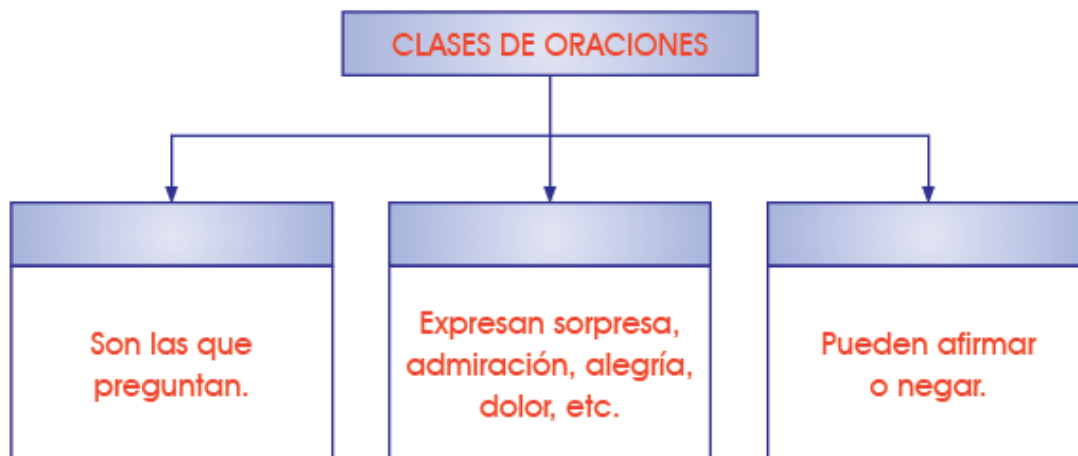 CLASES DE ORACIONES
Son las que
preguntan.
Expresan sorpresa,
admiración, alegría,
dolor, etc.
Pueden afirmar
o negar.